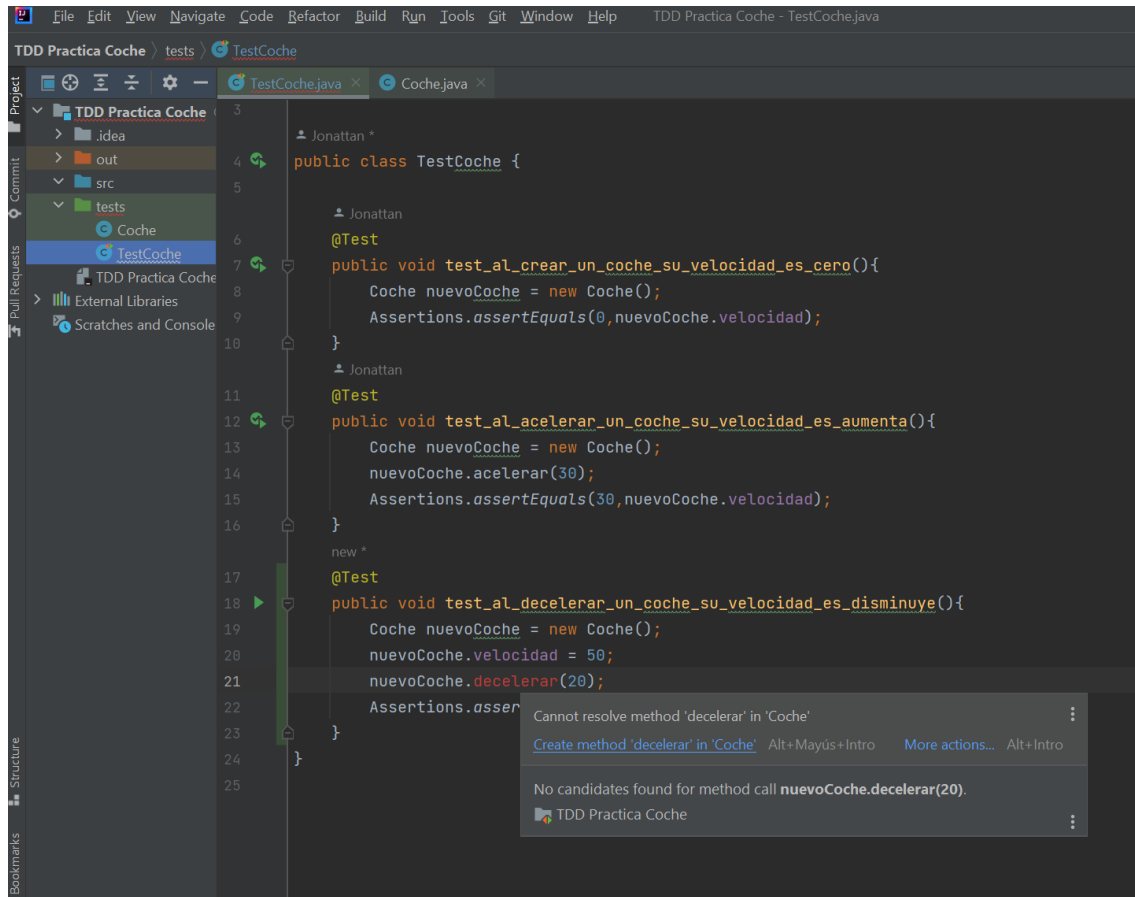 File Edit View Navigate Code Refactor Build Run Tools Git Window Help TDD Practica Coche - TestCoche.java
TDD Practica Coche tests TestCoche
Project
Commit
Pull Requests
Structure
Bookmarks
TDD Practica Coche
.idea
out
src
tests
Coche
TestCoche
TDD Practica Coche
External Libraries
Scratches and Console
TestCoche.java Coche.java
3
Jonattan *
4 public class TestCoche {
5
Jonattan
6 @Test
7 public void test_al_crear_un_coche_su_velocidad_es_cero(){
8 Coche nuevoCoche = new Coche();
9 Assertions.assertEquals(0,nuevoCoche.velocidad);
10 }
Jonattan
11 @Test
12 public void test_al_acelerar_un_coche_su_velocidad_es_aumenta(){
13 Coche nuevoCoche = new Coche();
14 nuevoCoche.acelerar(30);
15 Assertions.assertEquals(30,nuevoCoche.velocidad);
16 }
new *
17 @Test
18 public void test_al_decelerar_un_coche_su_velocidad_es_disminuye(){
19 Coche nuevoCoche = new Coche();
20 nuevoCoche.velocidad = 50;
21 nuevoCoche.decelerar(20);
22 Assertions.asser
23 }
24 }
25
Cannot resolve method 'decelerar' in 'Coche'
Create method 'decelerar' in 'Coche' Alt+Mayús+Intro More actions... Alt+Intro
No candidates found for method call nuevoCoche.decelerar(20).
TDD Practica Coche